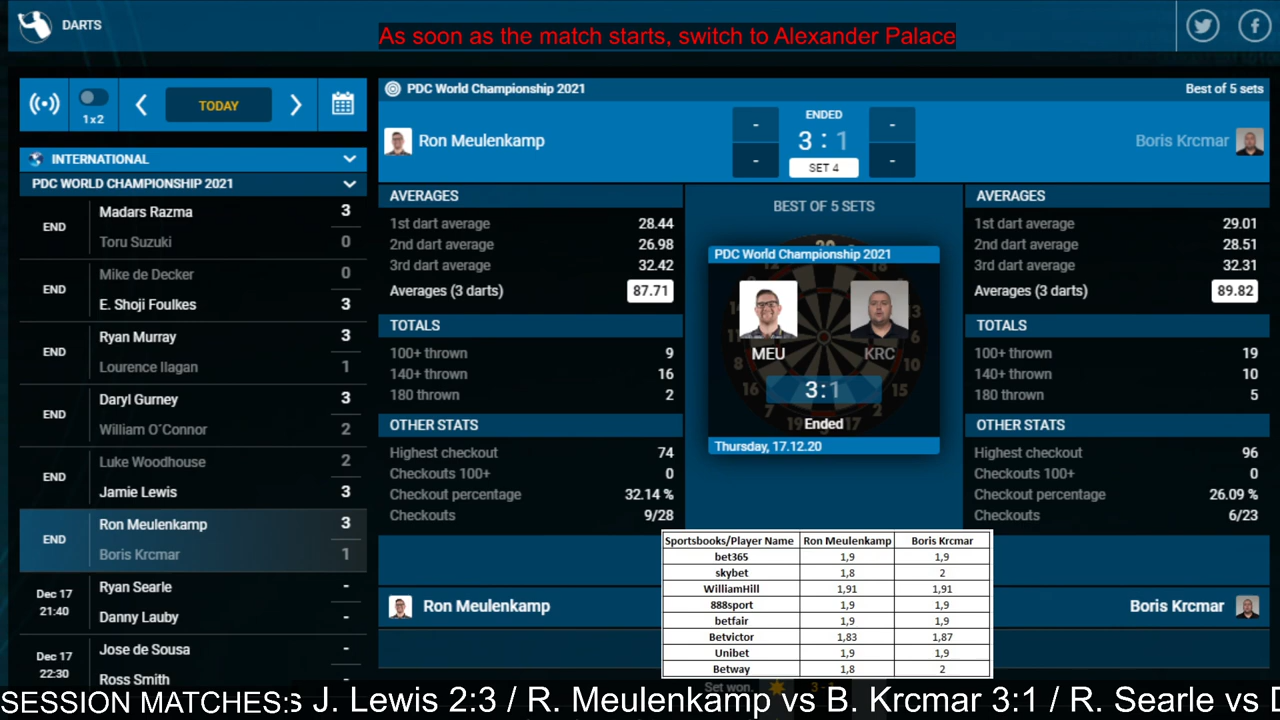 DARTS
As soon as the match starts, switch to Alexander Palace
1x2
TODAY
INTERNATIONAL
PDC WORLD CHAMPIONSHIP 2021
END
Madars Razma 3
Toru Suzuki 0
END
Mike de Decker 0
E. Shoji Foulkes 3
END
Ryan Murray 3
Lourence Ilagan 1
END
Daryl Gurney 3
William O´Connor 2
END
Luke Woodhouse 2
Jamie Lewis 3
END
Ron Meulenkamp 3
Boris Krcmar 1
Dec 17
21:40
Ryan Searle -
Danny Lauby -
Dec 17
22:30
Jose de Sousa -
Ross Smith -
PDC World Championship 2021 Best of 5 sets
Ron Meulenkamp
-
-
ENDED
3 : 1
SET 4
-
-
Boris Krcmar
AVERAGES
1st dart average 28.44
2nd dart average 26.98
3rd dart average 32.42
Averages (3 darts) 87.71
TOTALS
100+ thrown 9
140+ thrown 16
180 thrown 2
OTHER STATS
Highest checkout 74
Checkouts 100+ 0
Checkout percentage 32.14 %
Checkouts 9/28
BEST OF 5 SETS
PDC World Championship 2021
MEU KRC
3:1
Ended
Thursday, 17.12.20
AVERAGES
1st dart average 29.01
2nd dart average 28.51
3rd dart average 32.31
Averages (3 darts) 89.82
TOTALS
100+ thrown 19
140+ thrown 10
180 thrown 5
OTHER STATS
Highest checkout 96
Checkouts 100+ 0
Checkout percentage 26.09 %
Checkouts 6/23
Sportsbooks/Player Name Ron Meulenkamp Boris Krcmar
bet365 1,9 1,9
skybet 1,8 2
WilliamHill 1,91 1,91
888sport 1,9 1,9
betfair 1,9 1,9
Betvictor 1,83 1,87
Unibet 1,9 1,9
Betway 1,8 2
Ron Meulenkamp Boris Krcmar
Set won. 3 - 1
SESSION MATCHES: J. Lewis 2:3 / R. Meulenkamp vs B. Krcmar 3:1 / R. Searle vs